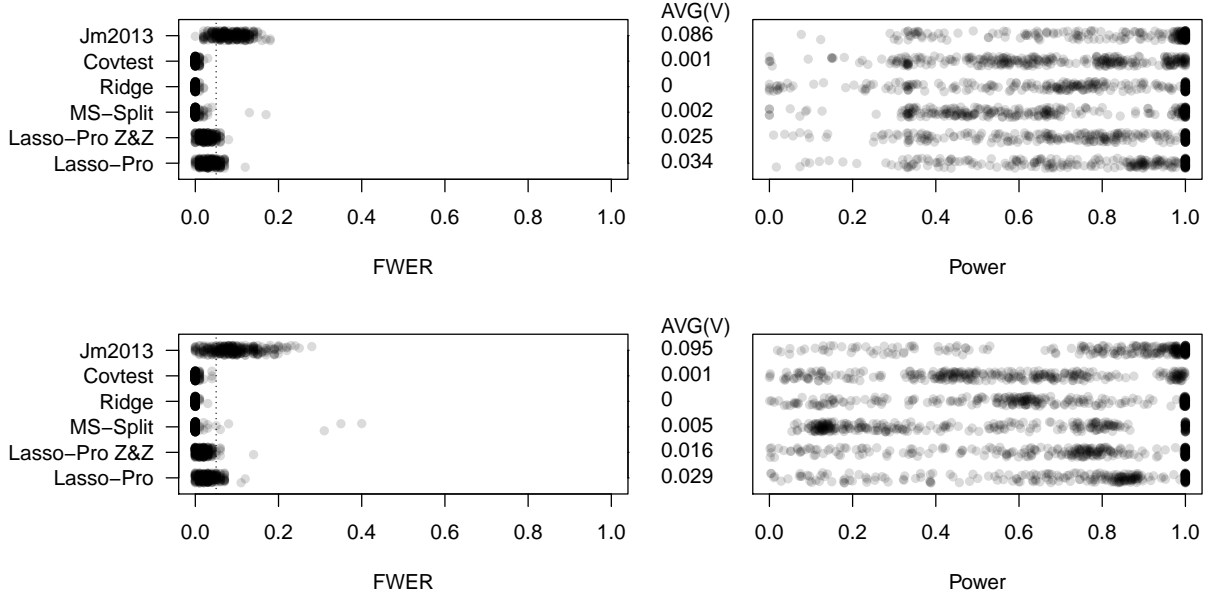 AVG(V)
Jm2013 0.086
Covtest 0.001
Ridge 0
MS−Split 0.002
Lasso−Pro Z&Z 0.025
Lasso−Pro 0.034
0.0 0.2 0.4 0.6 0.8 1.0 0.0 0.2 0.4 0.6 0.8 1.0
FWER Power
AVG(V)
Jm2013 0.095
Covtest 0.001
Ridge 0
MS−Split 0.005
Lasso−Pro Z&Z 0.016
Lasso−Pro 0.029
0.0 0.2 0.4 0.6 0.8 1.0 0.0 0.2 0.4 0.6 0.8 1.0
FWER Power